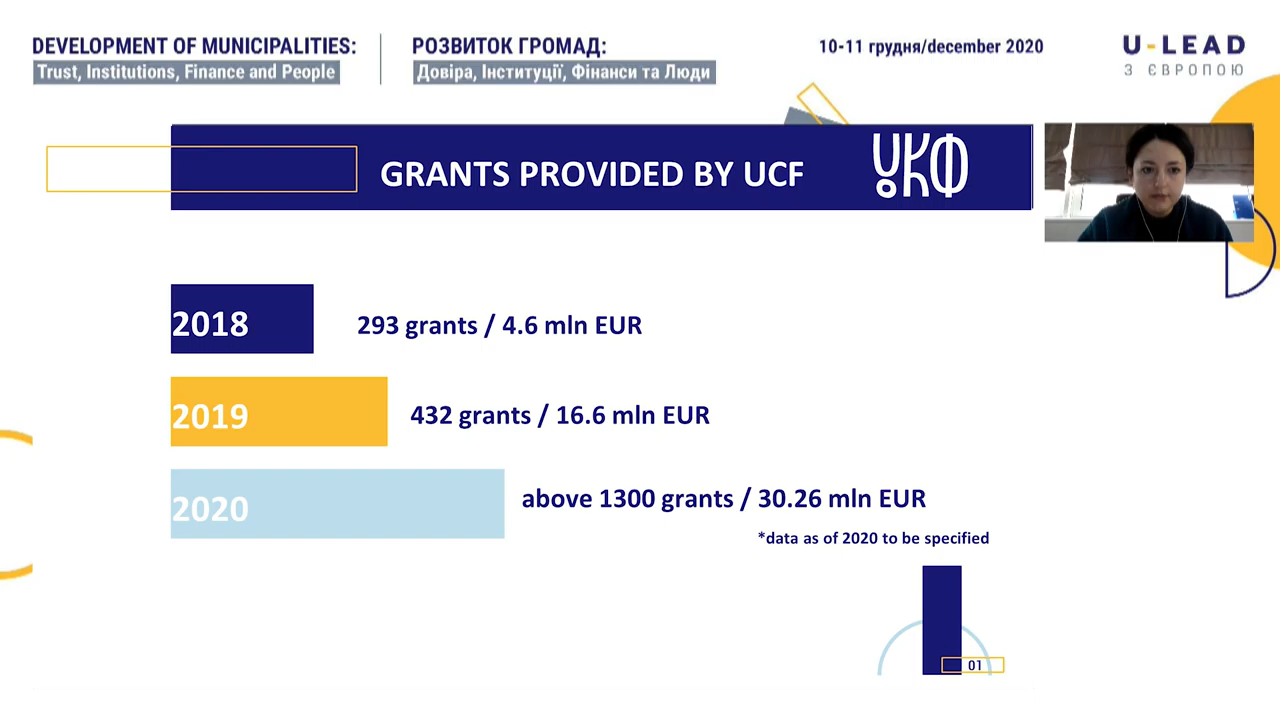 DEVELOPMENT OF MUNICIPALITIES:
Trust, Institutions, Finance and People
РОЗВИТОК ГРОМАД:
Довіра, Інституції, Фінанси та Люди
10-11 грудня/december 2020
U-LEAD
З ЄВРОПОЮ
GRANTS PROVIDED BY UCF
УКФ
2018
293 grants / 4.6 mln EUR
2019
432 grants / 16.6 mln EUR
2020
above 1300 grants / 30.26 mln EUR
*data as of 2020 to be specified
01